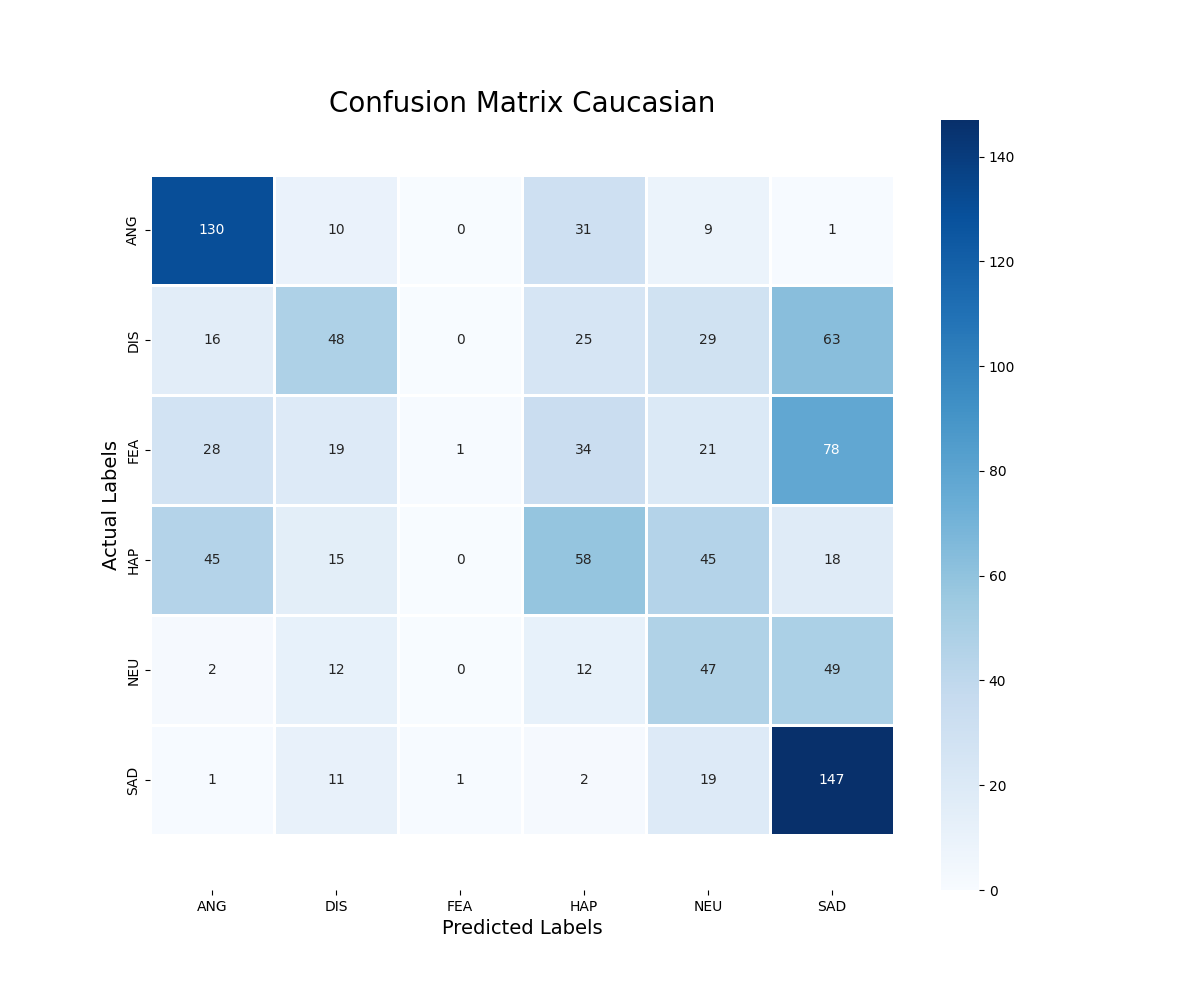 Confusion Matrix Caucasian
140
120
100
80
60
40
20
0
Actual Labels
ANG 130 10 0 31 9 1
DIS 16 48 0 25 29 63
FEA 28 19 1 34 21 78
HAP 45 15 0 58 45 18
NEU 2 12 0 12 47 49
SAD 1 11 1 2 19 147
ANG DIS FEA HAP NEU SAD
Predicted Labels